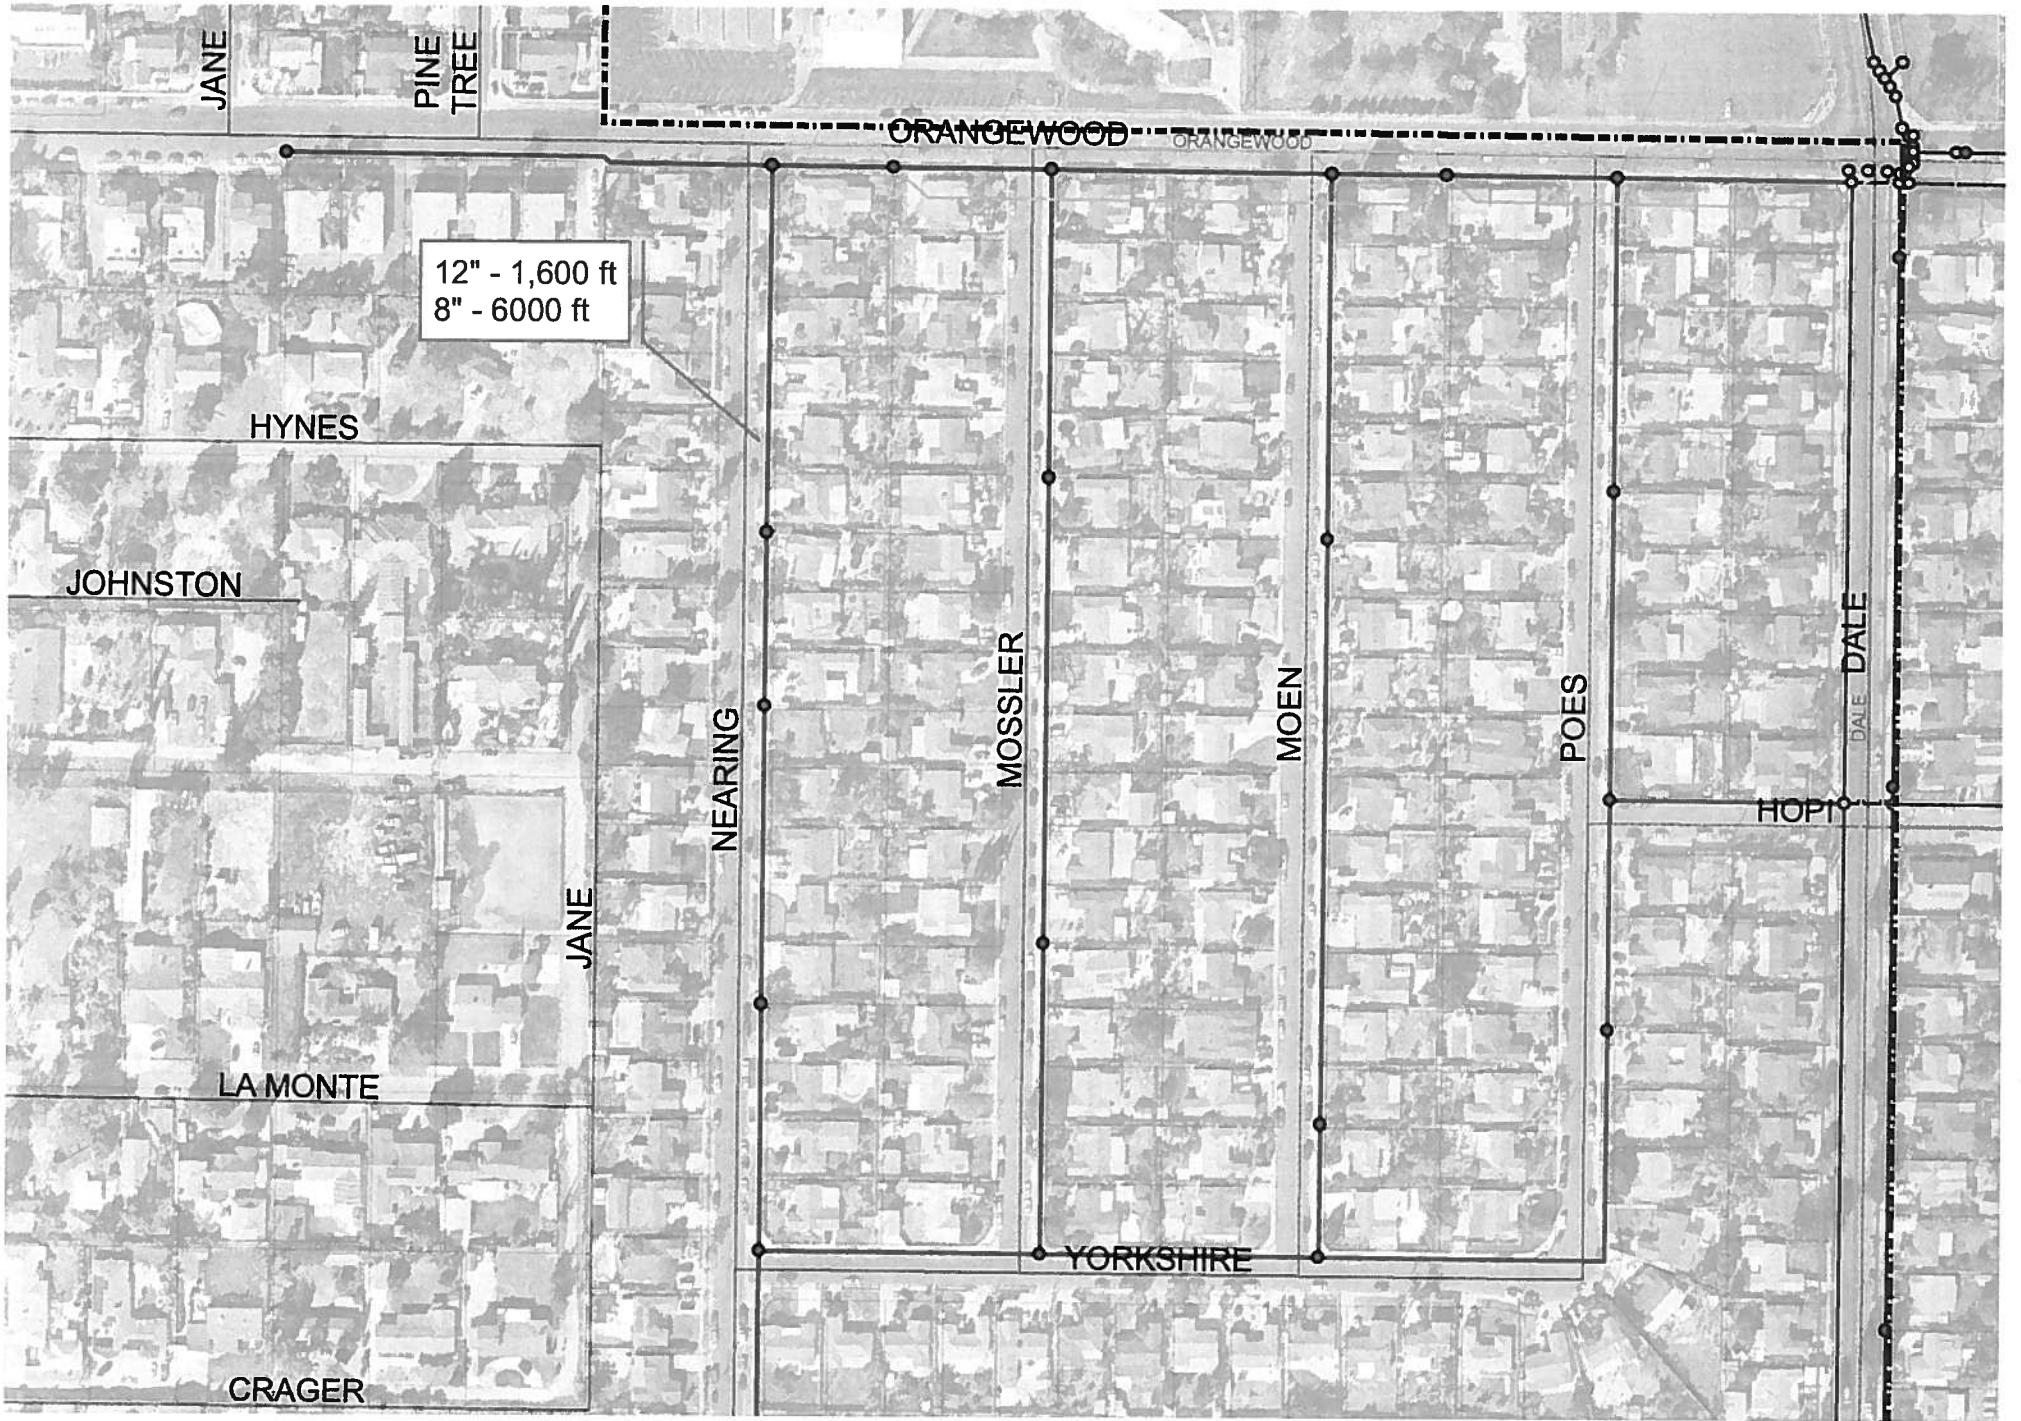 JANE
PINE
TREE
ORANGEWOOD
ORANGEWOOD
12" - 1,600 ft
8" - 6000 ft
HYNES
JOHNSTON
NEARING
MOSSLER
MOEN
POES
DALE
DALE
HOPI
JANE
LA MONTE
YORKSHIRE
CRAGER